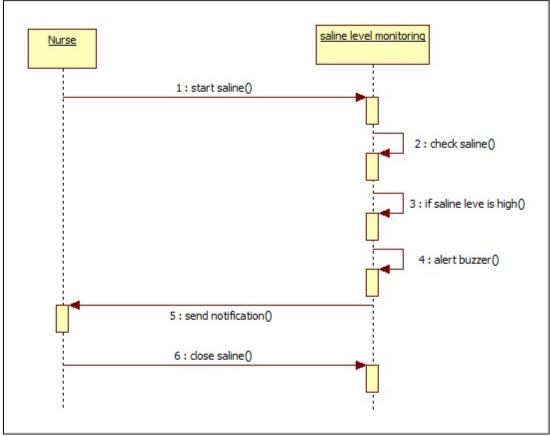 Nurse
saline level monitoring
1 : start saline()
2 : check saline()
3 : if saline leve is high()
4 : alert buzzer()
5 : send notification()
6 : close saline()